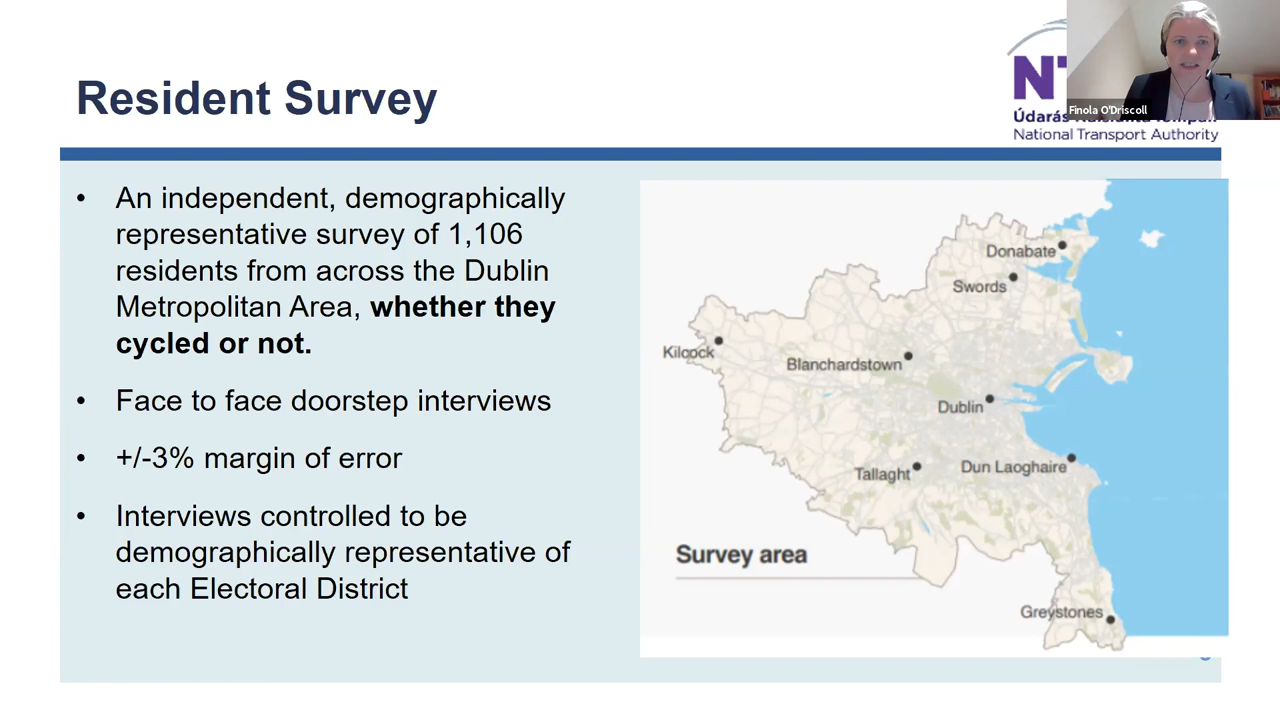 Resident Survey
Finola O'Driscoll
Údarás
National Transport Authority
• An independent, demographically
representative survey of 1,106
residents from across the Dublin
Metropolitan Area, whether they
cycled or not.
• Face to face doorstep interviews
• +/-3% margin of error
• Interviews controlled to be
demographically representative of
each Electoral District
Donabate
Swords
Kilcock
Blanchardstown
Dublin
Dun Laoghaire
Tallaght
Survey area
Greystones